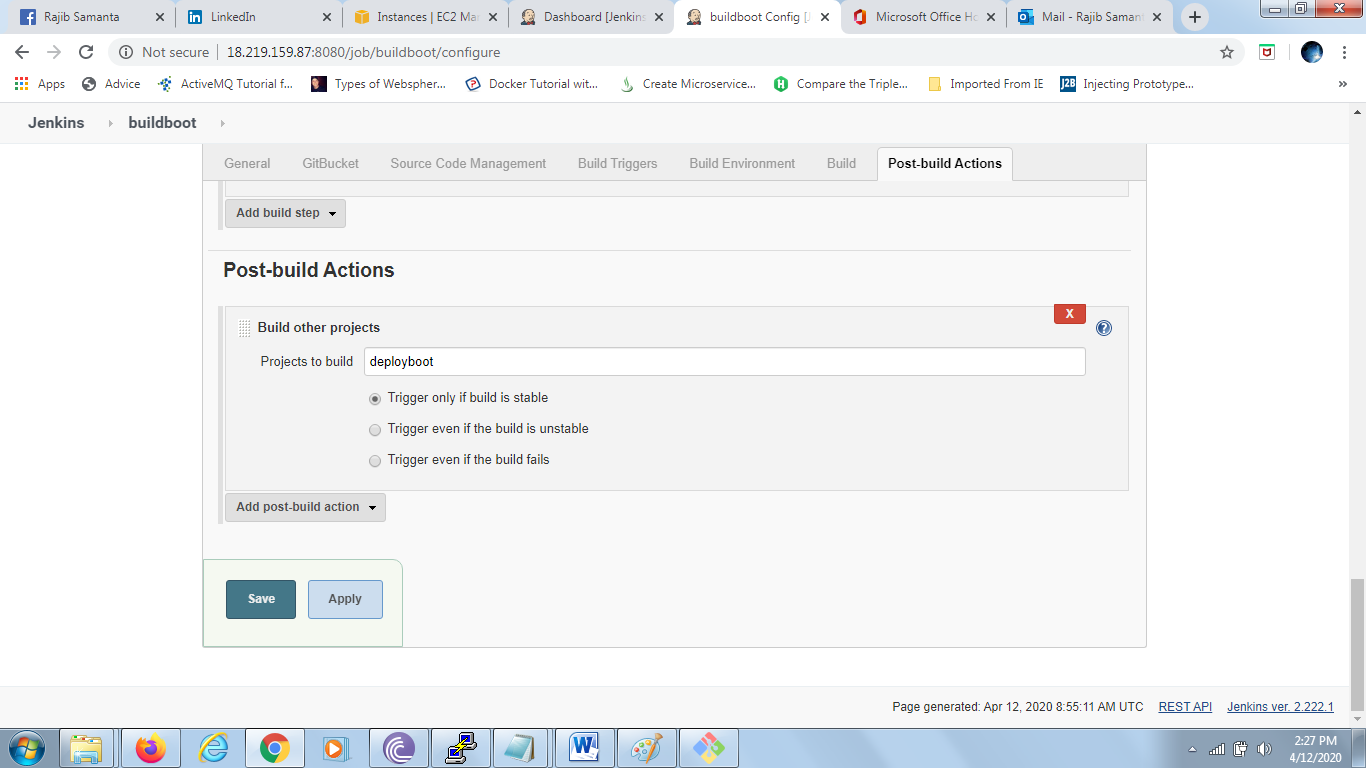 Rajib Samanta
LinkedIn
Instances | EC2 Mar
Dashboard [Jenkins
buildboot Config [J
Microsoft Office Ho
Mail - Rajib Samant
Not secure | 18.219.159.87:8080/job/buildboot/configure
Apps
Advice
ActiveMQ Tutorial f...
Types of Webspher...
Docker Tutorial wit...
Create Microservice...
Compare the Triple...
Imported From IE
J2B
Injecting Prototype...
»
Jenkins
buildboot
General
GitBucket
Source Code Management
Build Triggers
Build Environment
Build
Post-build Actions
Add build step
Post-build Actions
X
Build other projects
?
Projects to build
deployboot
Trigger only if build is stable
Trigger even if the build is unstable
Trigger even if the build fails
Add post-build action
Save
Apply
Page generated: Apr 12, 2020 8:55:11 AM UTC
REST API
Jenkins ver. 2.222.1
2:27 PM
4/12/2020